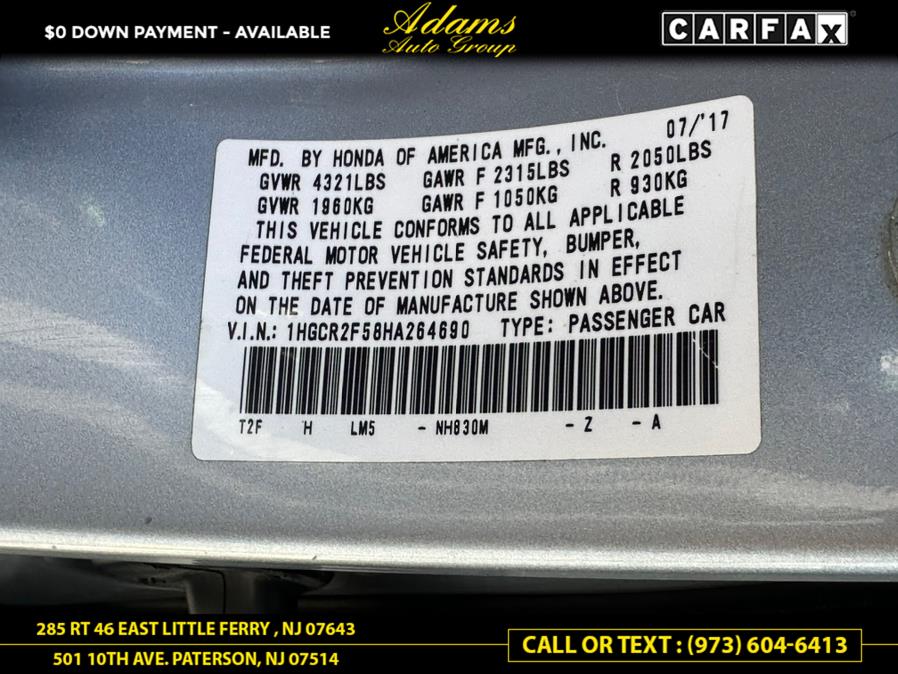 $0 DOWN PAYMENT - AVAILABLE
Adams
Auto Group
CARFAX
07/'17
MFD. BY HONDA OF AMERICA MFG., INC.
GVWR 4321LBS GAWR F 2315LBS R 2050LBS
GVWR 1960KG GAWR F 1050KG R 930KG
THIS VEHICLE CONFORMS TO ALL APPLICABLE
FEDERAL MOTOR VEHICLE SAFETY, BUMPER,
AND THEFT PREVENTION STANDARDS IN EFFECT
ON THE DATE OF MANUFACTURE SHOWN ABOVE.
V.I.N.: 1HGCR2F58HA264690 TYPE: PASSENGER CAR
T2F H LM5 - NH830M - Z - A
285 RT 46 EAST LITTLE FERRY , NJ 07643
501 10TH AVE. PATERSON, NJ 07514
CALL OR TEXT : (973) 604-6413